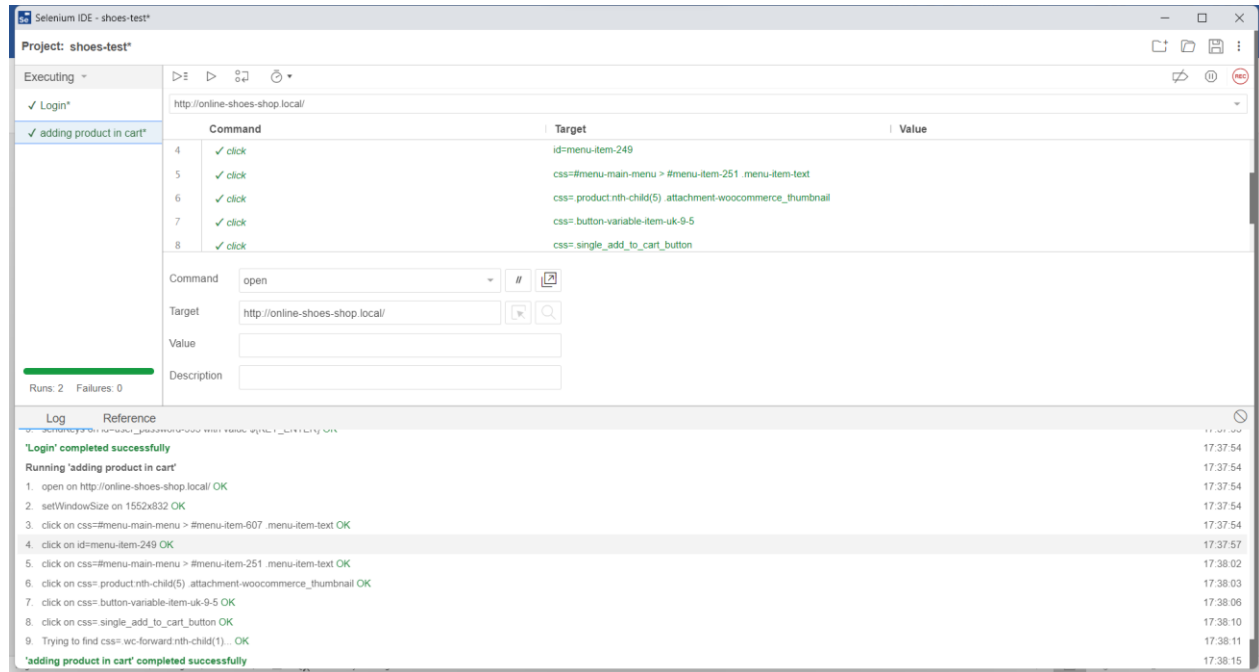 Selenium IDE - shoes-test*
Project: shoes-test*
Executing
✓ Login*
http://online-shoes-shop.local/
✓ adding product in cart*
Command Target Value
4 ✓ click id=menu-item-249
5 ✓ click css=#menu-main-menu > #menu-item-251 .menu-item-text
6 ✓ click css=.product:nth-child(5) .attachment-woocommerce_thumbnail
7 ✓ click css=.button-variable-item-uk-9-5
8 ✓ click css=.single_add_to_cart_button
Command open //
Target http://online-shoes-shop.local/
Value
Description
Runs: 2 Failures: 0
REC
Log Reference
'Login' completed successfully 17:37:54
Running 'adding product in cart' 17:37:54
1. open on http://online-shoes-shop.local/ OK 17:37:54
2. setWindowSize on 1552x832 OK 17:37:54
3. click on css=#menu-main-menu > #menu-item-607 .menu-item-text OK 17:37:54
4. click on id=menu-item-249 OK 17:37:57
5. click on css=#menu-main-menu > #menu-item-251 .menu-item-text OK 17:38:02
6. click on css=.product:nth-child(5) .attachment-woocommerce_thumbnail OK 17:38:03
7. click on css=.button-variable-item-uk-9-5 OK 17:38:06
8. click on css=.single_add_to_cart_button OK 17:38:10
9. Trying to find css=.wc-forward:nth-child(1)... OK 17:38:11
'adding product in cart' completed successfully 17:38:15